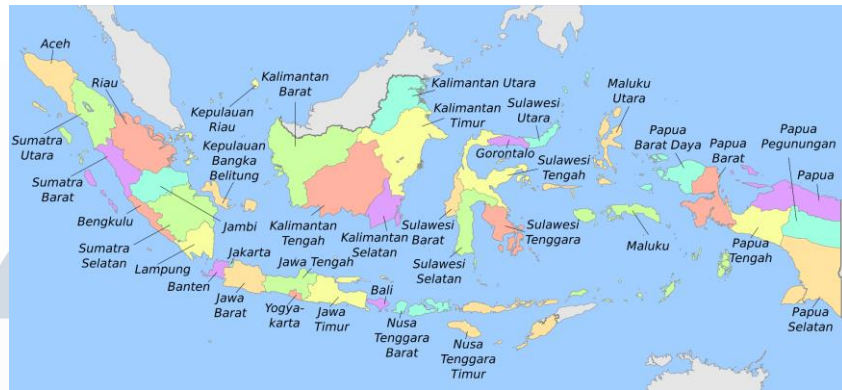 Aceh
Riau
Kepulauan
Riau
Kalimantan
Barat
Kalimantan Utara
Kalimantan
Timur
Sulawesi
Utara
Maluku
Utara
Papua
Barat Daya
Papua
Barat
Papua
Pegunungan
Papua
Sumatra
Utara
Sumatra
Barat
Kepulauan
Bangka
Belitung
Gorontalo
Sulawesi
Tengah
Bengkulu
Jambi
Sumatra
Selatan
Lampung
Kalimantan
Tengah
Kalimantan
Selatan
Sulawesi
Barat
Sulawesi
Tenggara
Sulawesi
Selatan
Maluku
Papua
Tengah
Papua
Selatan
Jakarta
Banten
Jawa
Barat
Jawa Tengah
Yogya-
karta
Jawa
Timur
Bali
Nusa
Tenggara
Barat
Nusa
Tenggara
Timur